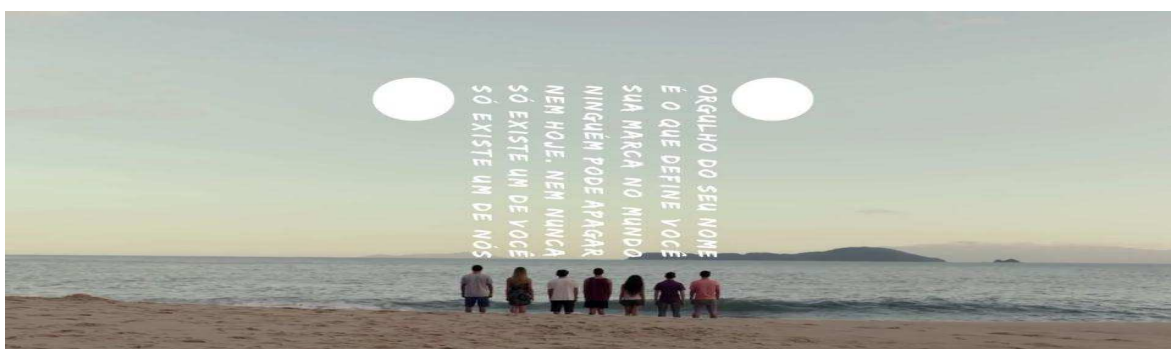 ORGULHO DO SEU NOME
É O QUE DEFINE VOCÊ
SUA MARCA NO MUNDO
NINGUÉM PODE APAGAR
NEM HOJE, NEM NUNCA
SÓ EXISTE UM DE VOCÊ
SÓ EXISTE UM DE NÓS